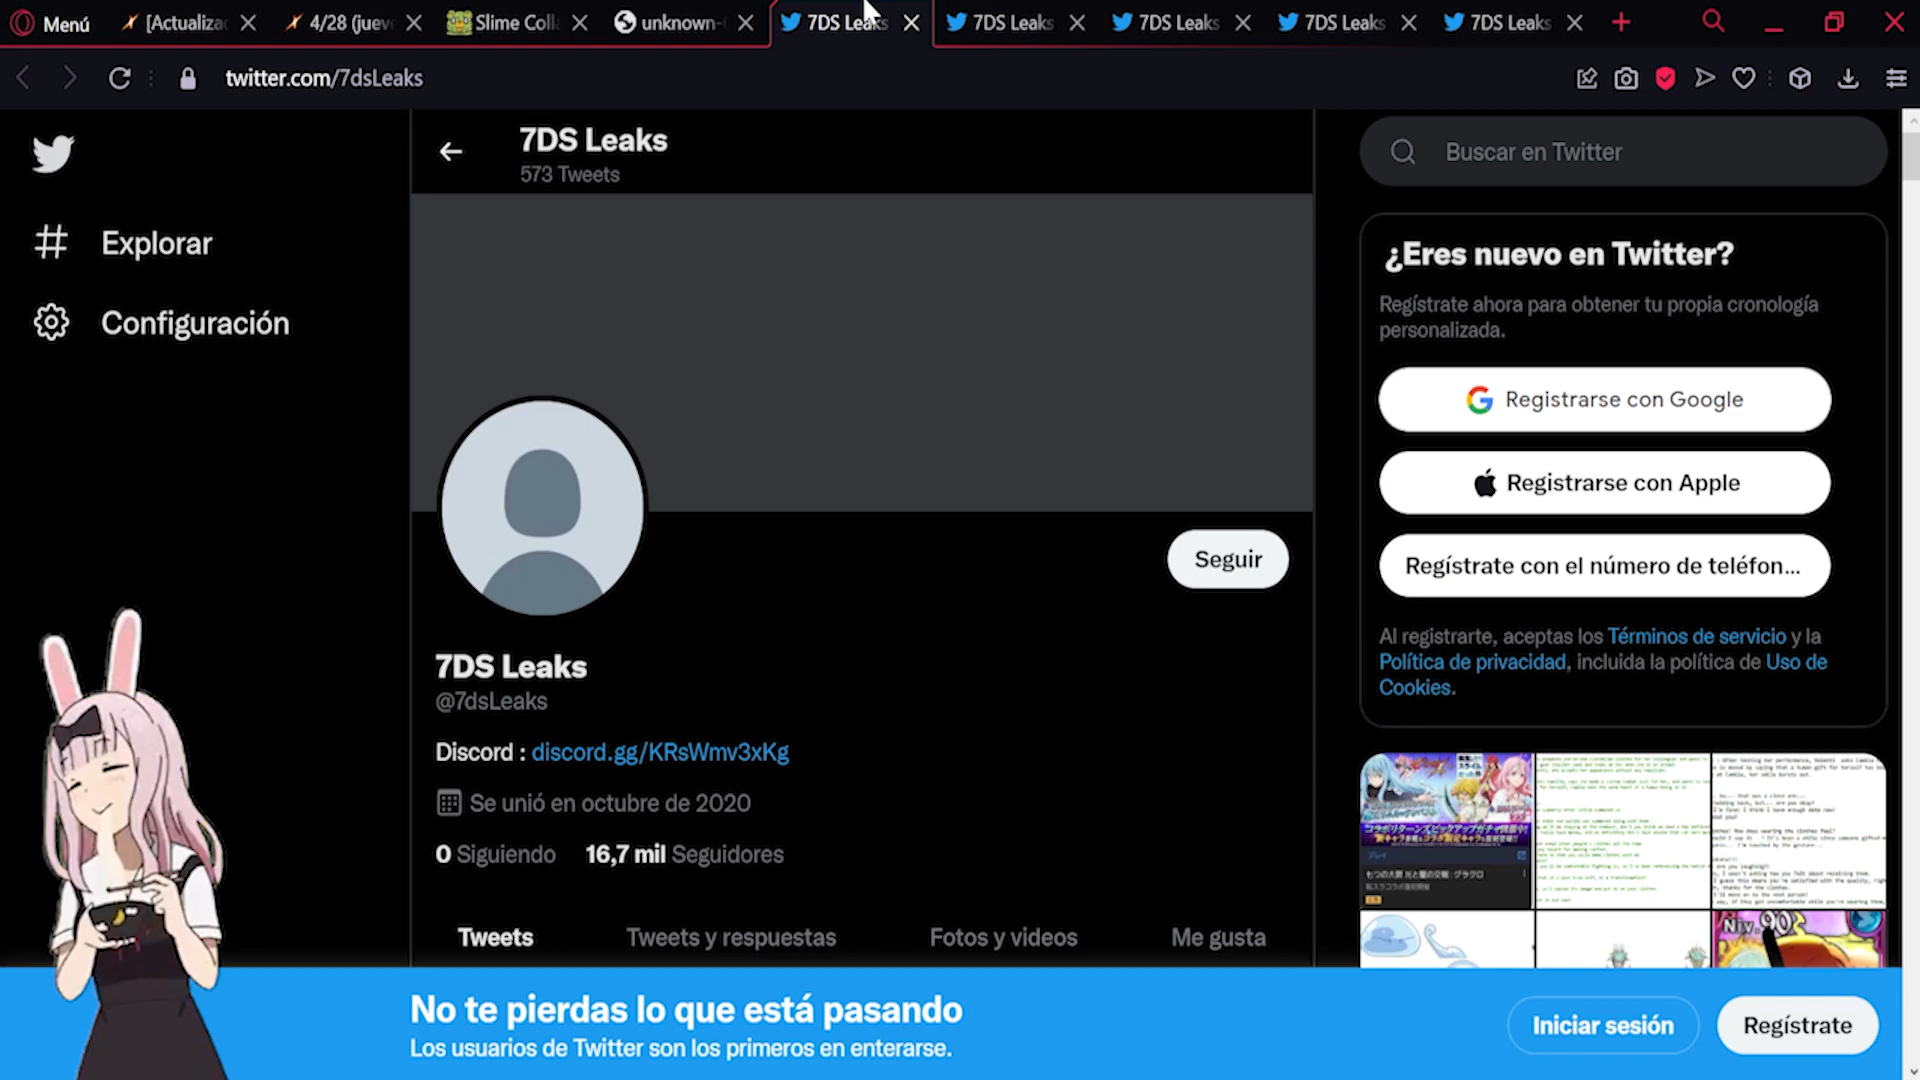 Menú
[Actualiza
4/28 (juev
Slime Coll
unknown-
7DS Leaks
7DS Leaks
7DS Leaks
7DS Leaks
7DS Leaks
twitter.com/7dsLeaks
7DS Leaks
573 Tweets
Buscar en Twitter
Explorar
Configuración
¿Eres nuevo en Twitter?
Regístrate ahora para obtener tu propia cronología
personalizada.
Registrarse con Google
Registrarse con Apple
Regístrate con el número de teléfon...
Al registrarte, aceptas los Términos de servicio y la
Política de privacidad, incluida la política de Uso de
Cookies.
Seguir
7DS Leaks
@7dsLeaks
Discord : discord.gg/KRsWmv3xKg
Se unió en octubre de 2020
0 Siguiendo 16,7 mil Seguidores
Tweets
Tweets y respuestas
Fotos y videos
Me gusta
Niv. 90
No te pierdas lo que está pasando
Los usuarios de Twitter son los primeros en enterarse.
Iniciar sesión
Regístrate